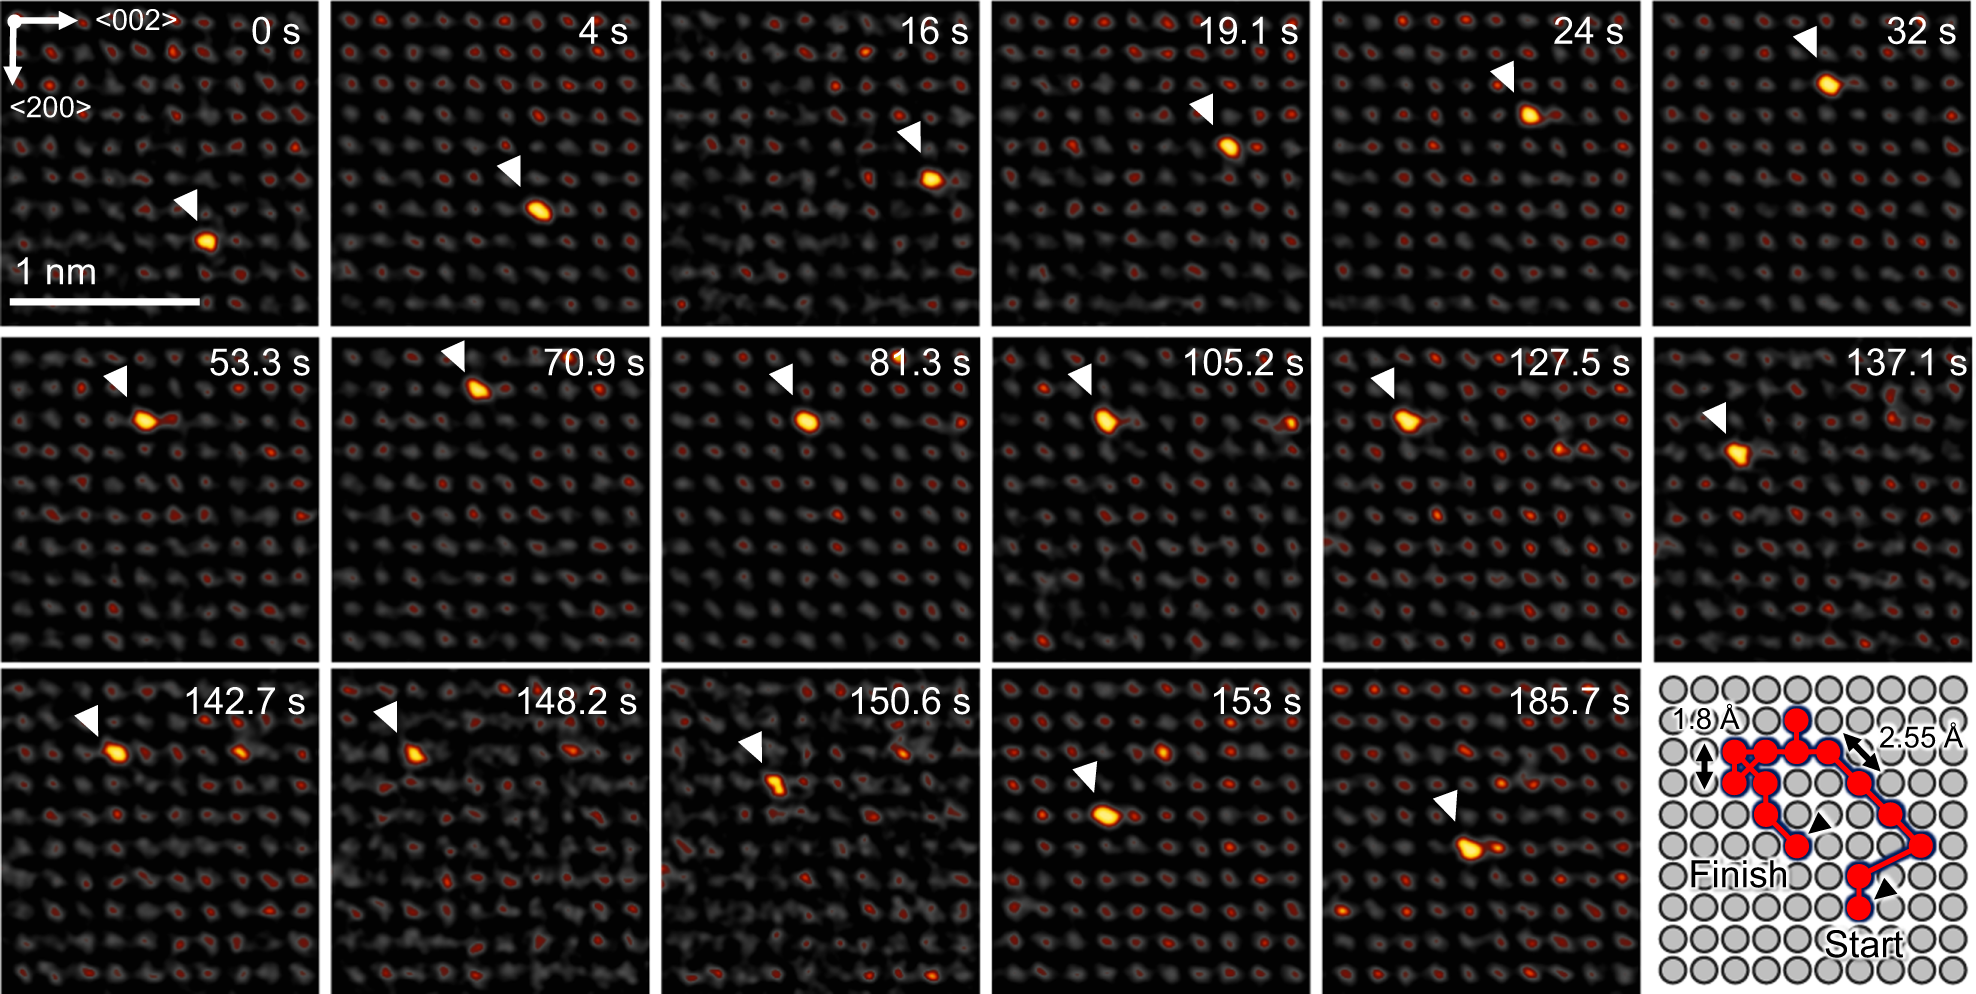 <002>
0 s
<200>
1 nm
4 s
16 s
19.1 s
24 s
32 s
53.3 s
70.9 s
81.3 s
105.2 s
127.5 s
137.1 s
142.7 s
148.2 s
150.6 s
153 s
185.7 s
1.8 Å
2.55 Å
Finish
Start